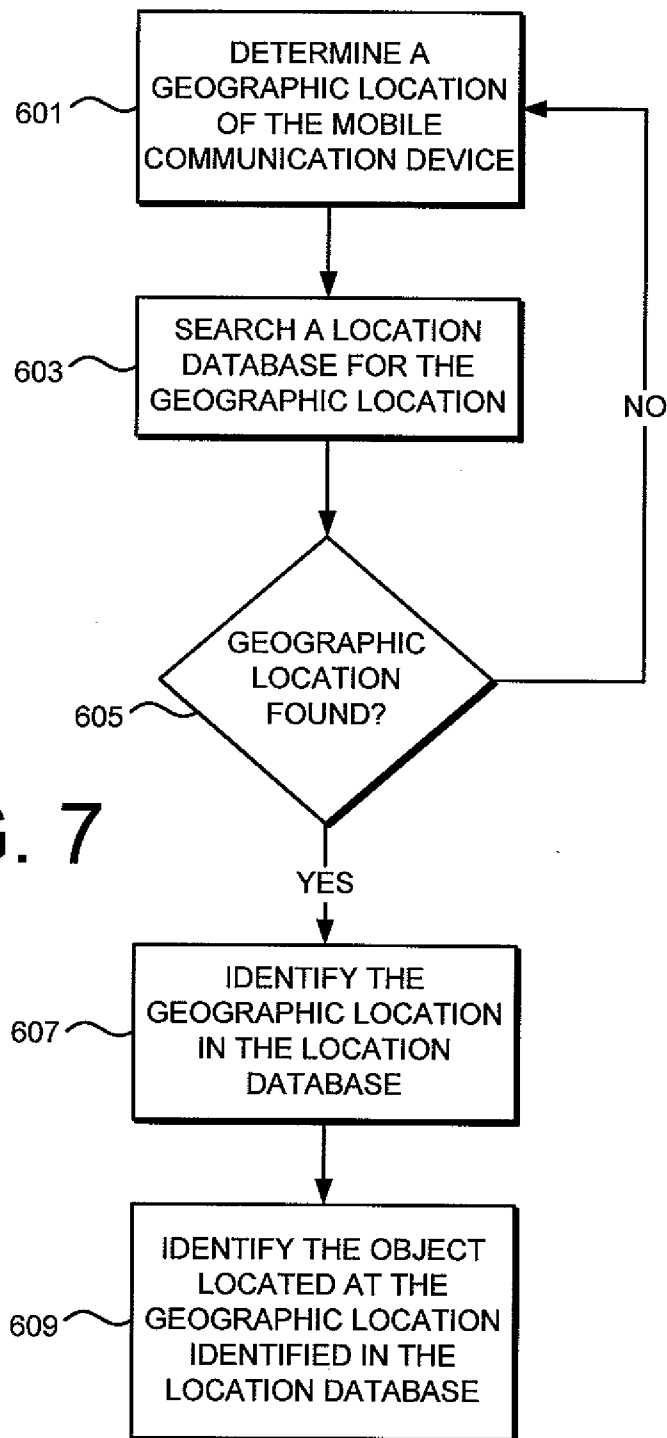 DETERMINE A
GEOGRAPHIC LOCATION
OF THE MOBILE
COMMUNICATION DEVICE
601
SEARCH A LOCATION
DATABASE FOR THE
GEOGRAPHIC LOCATION
603
NO
GEOGRAPHIC
LOCATION
FOUND?
605
G. 7
YES
IDENTIFY THE
GEOGRAPHIC LOCATION
IN THE LOCATION
DATABASE
607
IDENTIFY THE OBJECT
LOCATED AT THE
GEOGRAPHIC LOCATION
IDENTIFIED IN THE
LOCATION DATABASE
609